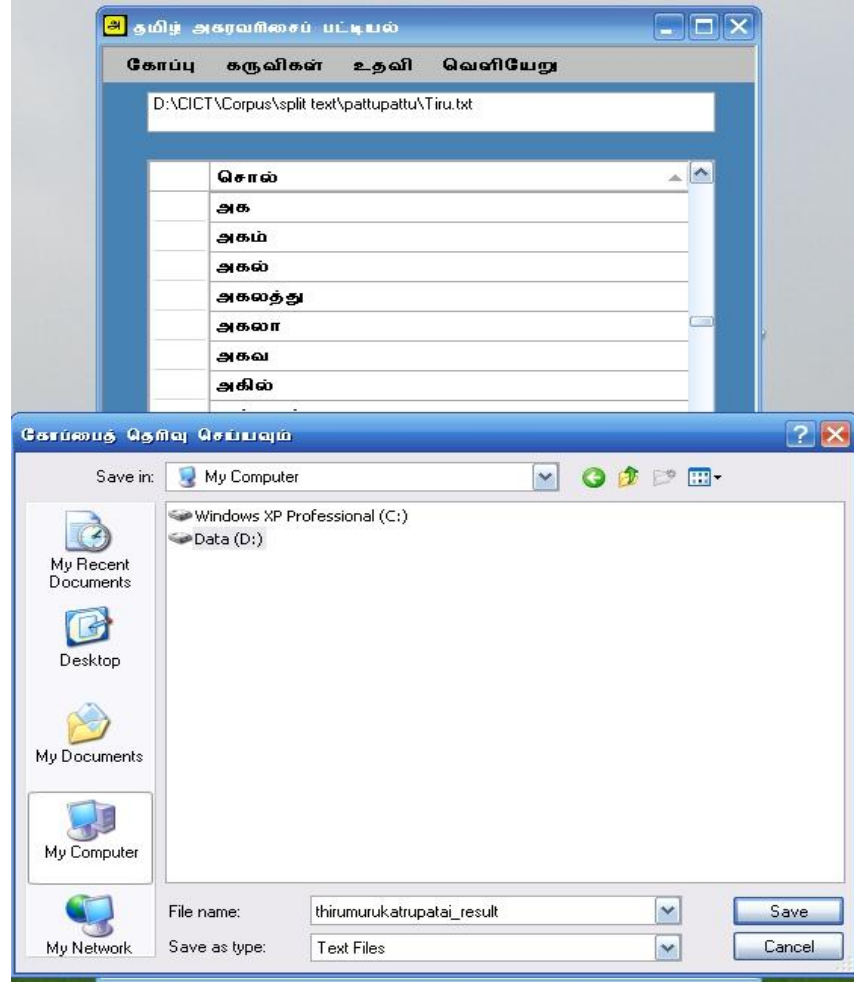 அ தமிழ் அகரவரிசைப் பட்டியல்
கோப்பு கருவிகள் உதவி வெளியேறு
D:\CICT\Corpus\split text\pattupattu\Tiru.txt
சொல்
அக
அகம்
அகல்
அகலத்து
அகலா
அகவ
அகில்
கோப்பைத் தெரிவு செய்யவும்
Save in: My Computer
Windows XP Professional (C:)
Data (D:)
My Recent
Documents
Desktop
My Documents
My Computer
My Network
File name: thirumurukatrupatai_result Save
Save as type: Text Files Cancel